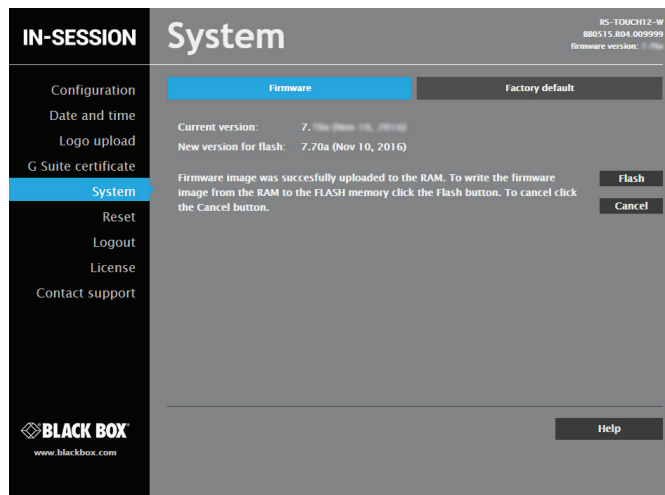 IN-SESSION
System
RS-TOUCH12-W
880515.R04.009999
firmware version: 7.
Configuration
Date and time
Logo upload
G Suite certificate
System
Reset
Logout
License
Contact support
Firmware
Factory default
Current version: 7.
New version for flash: 7.70a (Nov 10, 2016)
Firmware image was succesfully uploaded to the RAM. To write the firmware
image from the RAM to the FLASH memory click the Flash button. To cancel click
the Cancel button.
Flash
Cancel
BLACK BOX®
www.blackbox.com
Help